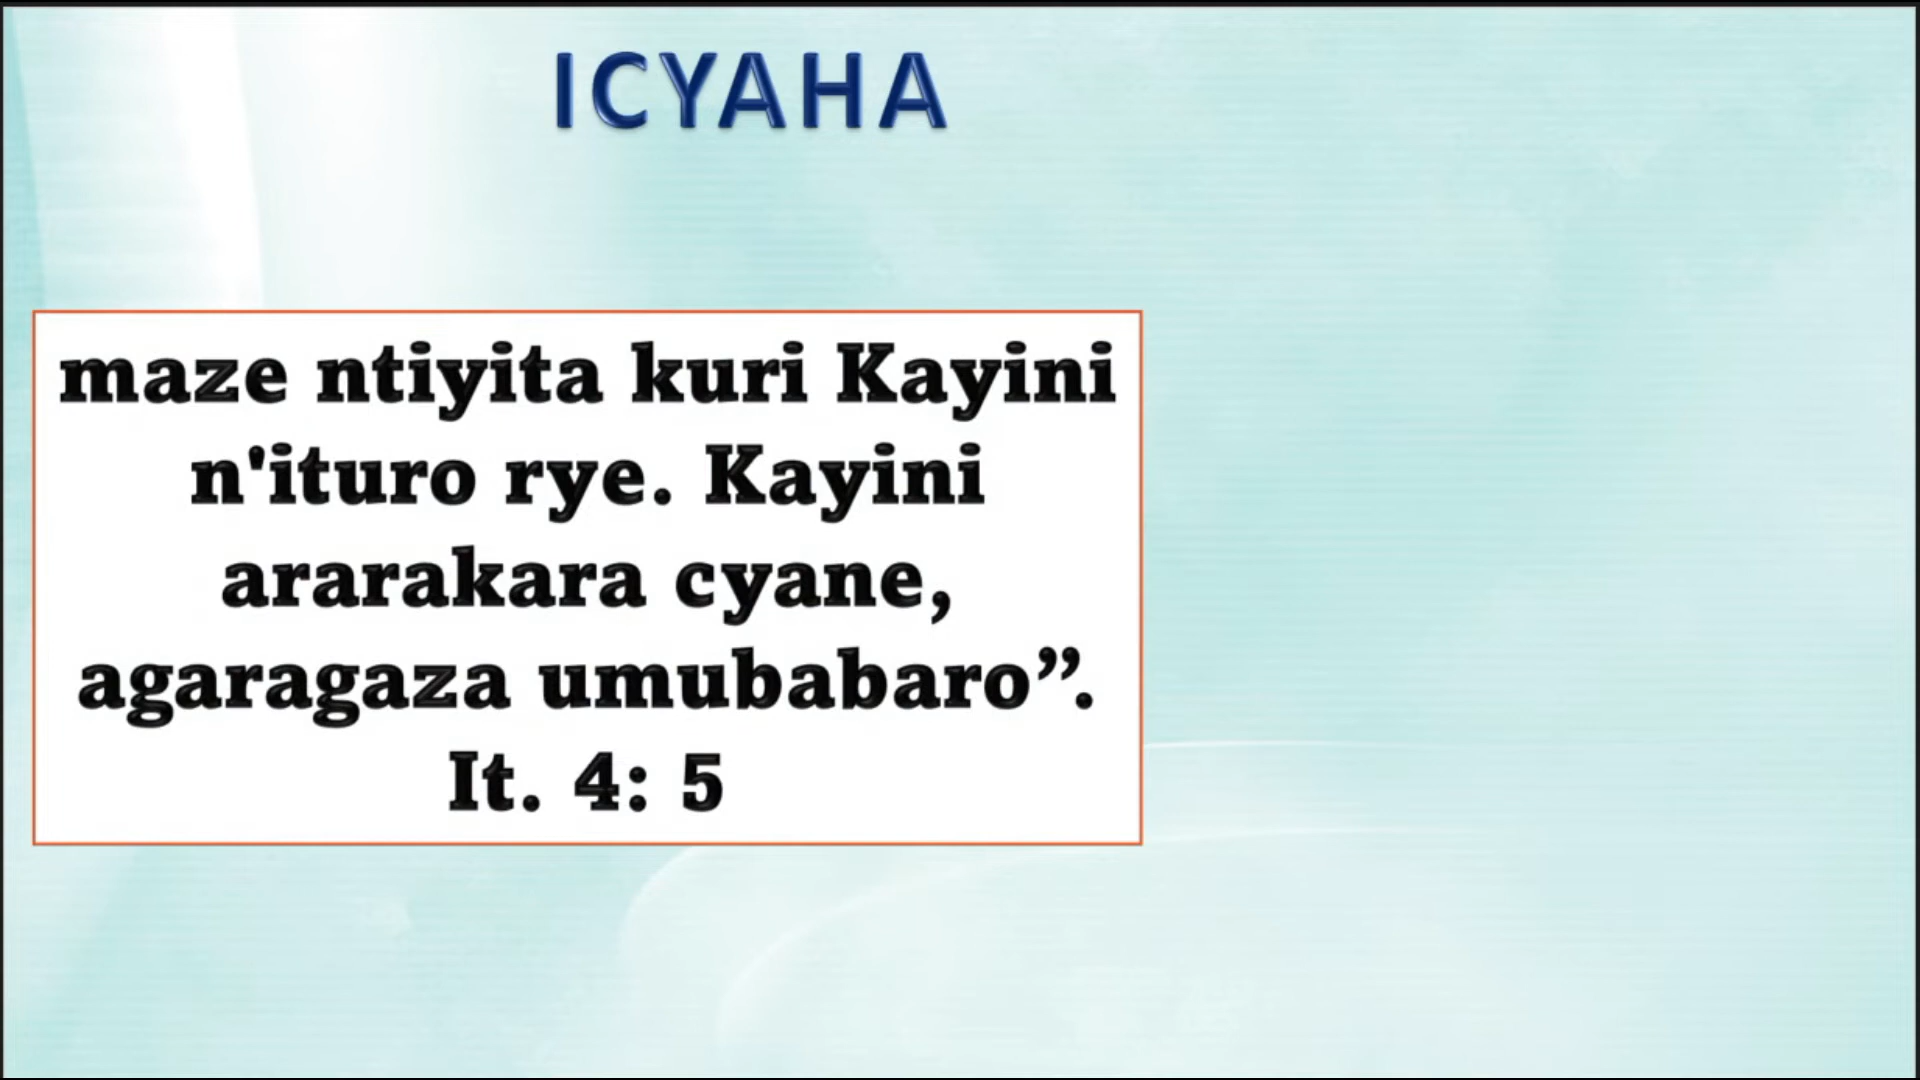 ICYAHA
maze ntiyita kuri Kayini
n'ituro rye. Kayini
ararakara cyane,
agaragaza umubabaro”.
It. 4: 5